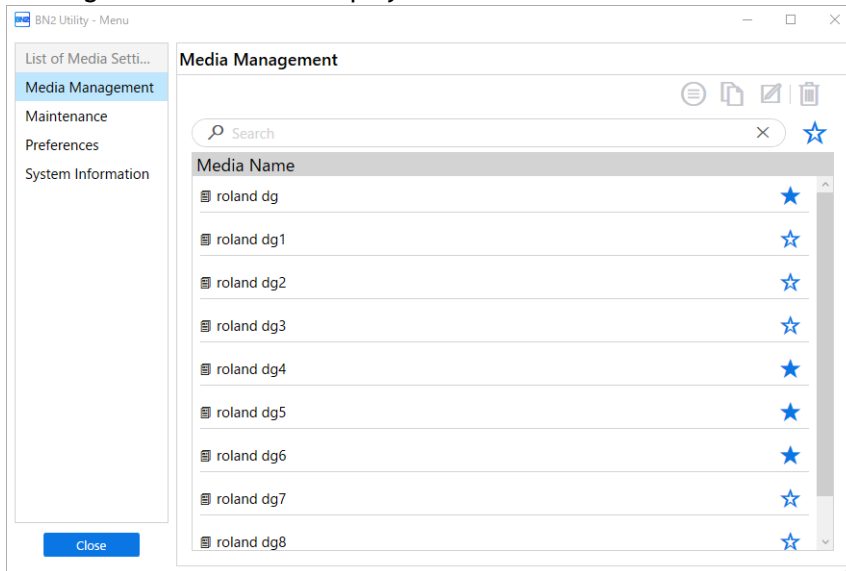 BN2 Utility - Menu
List of Media Setti...
Media Management
Maintenance
Preferences
System Information
Close
Media Management
Search
Media Name
roland dg
roland dg1
roland dg2
roland dg3
roland dg4
roland dg5
roland dg6
roland dg7
roland dg8